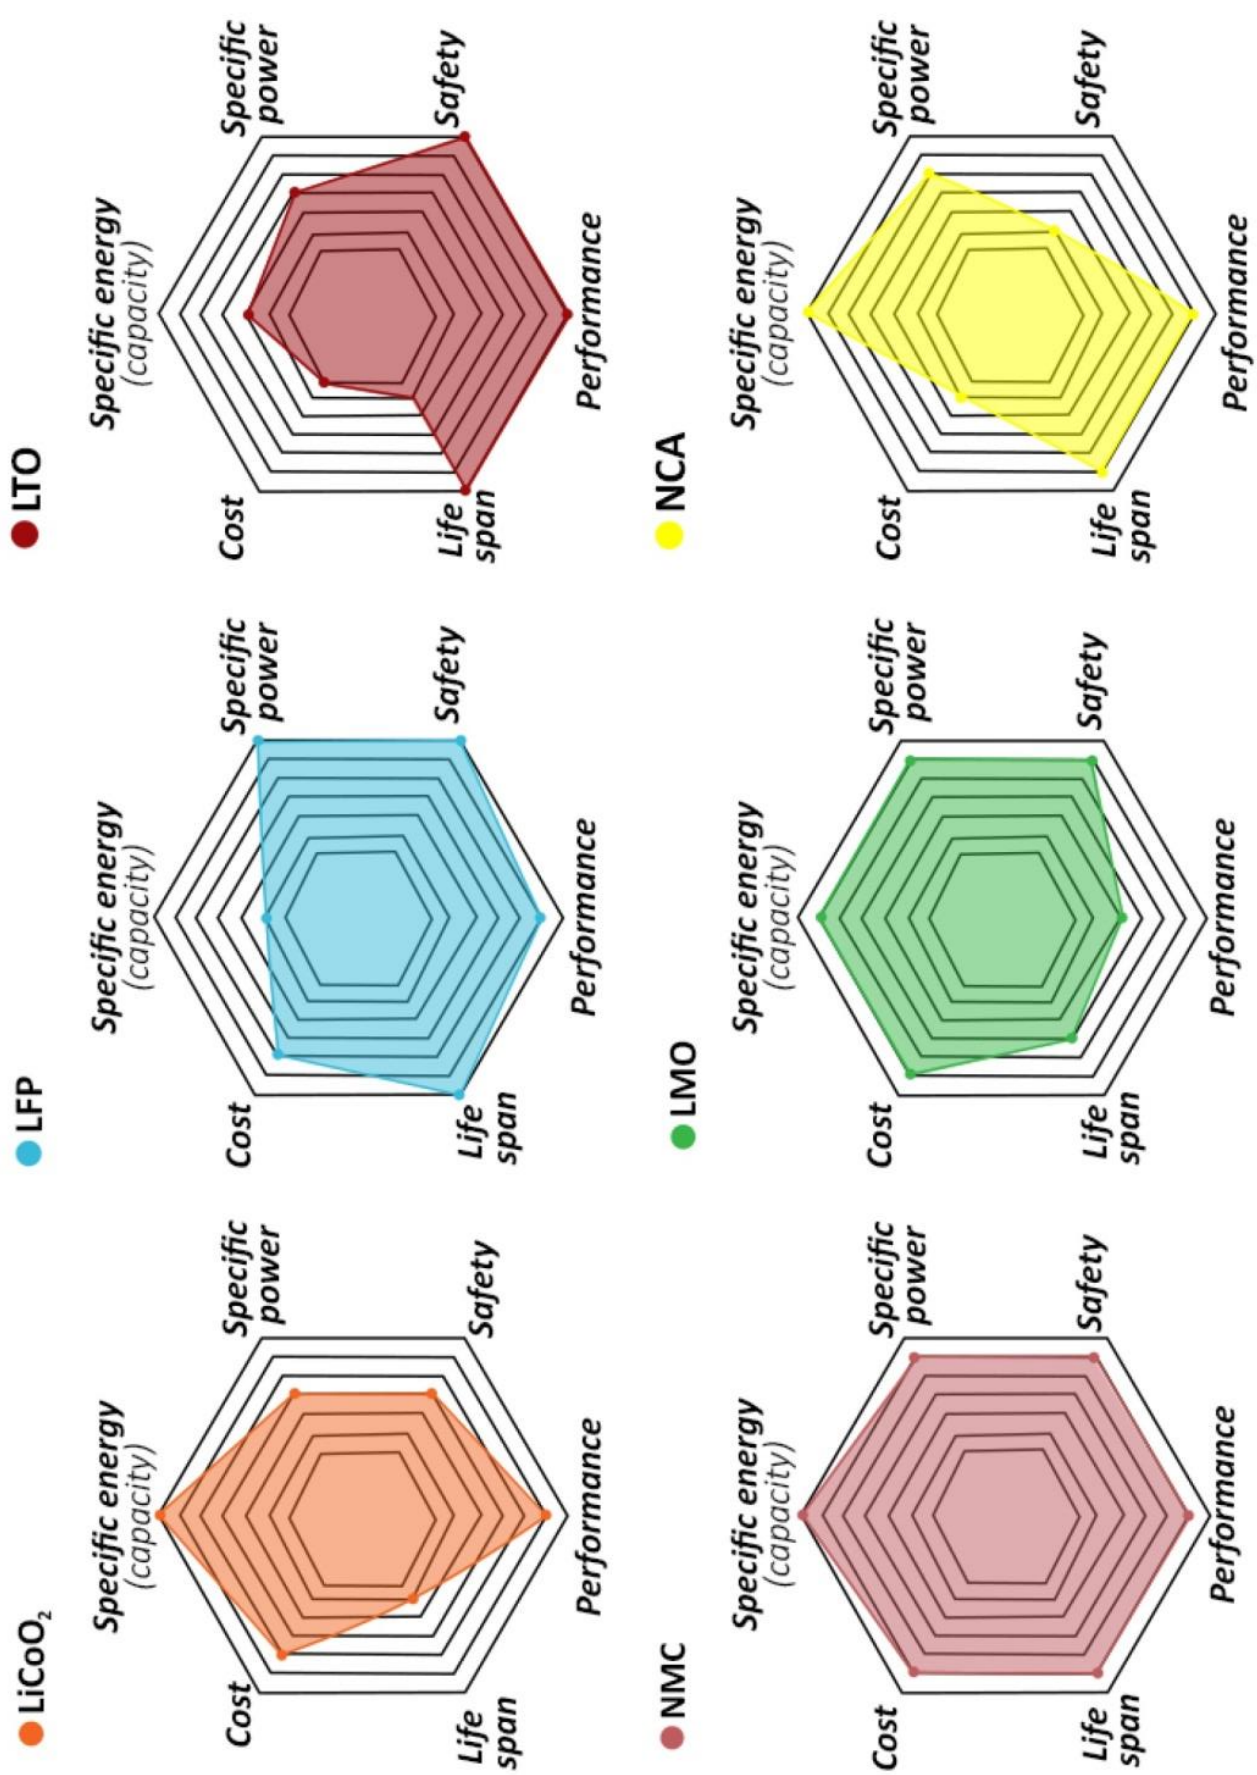 LiCoO₂
Specific energy
(capacity)
Specific
power
Safety
Performance
Life
span
Cost
LFP
Specific energy
(capacity)
Specific
power
Safety
Performance
Life
span
Cost
LTO
Specific energy
(capacity)
Specific
power
Safety
Performance
Life
span
Cost
NMC
Specific energy
(capacity)
Specific
power
Safety
Performance
Life
span
Cost
LMO
Specific energy
(capacity)
Specific
power
Safety
Performance
Life
span
Cost
NCA
Specific energy
(capacity)
Specific
power
Safety
Performance
Life
span
Cost